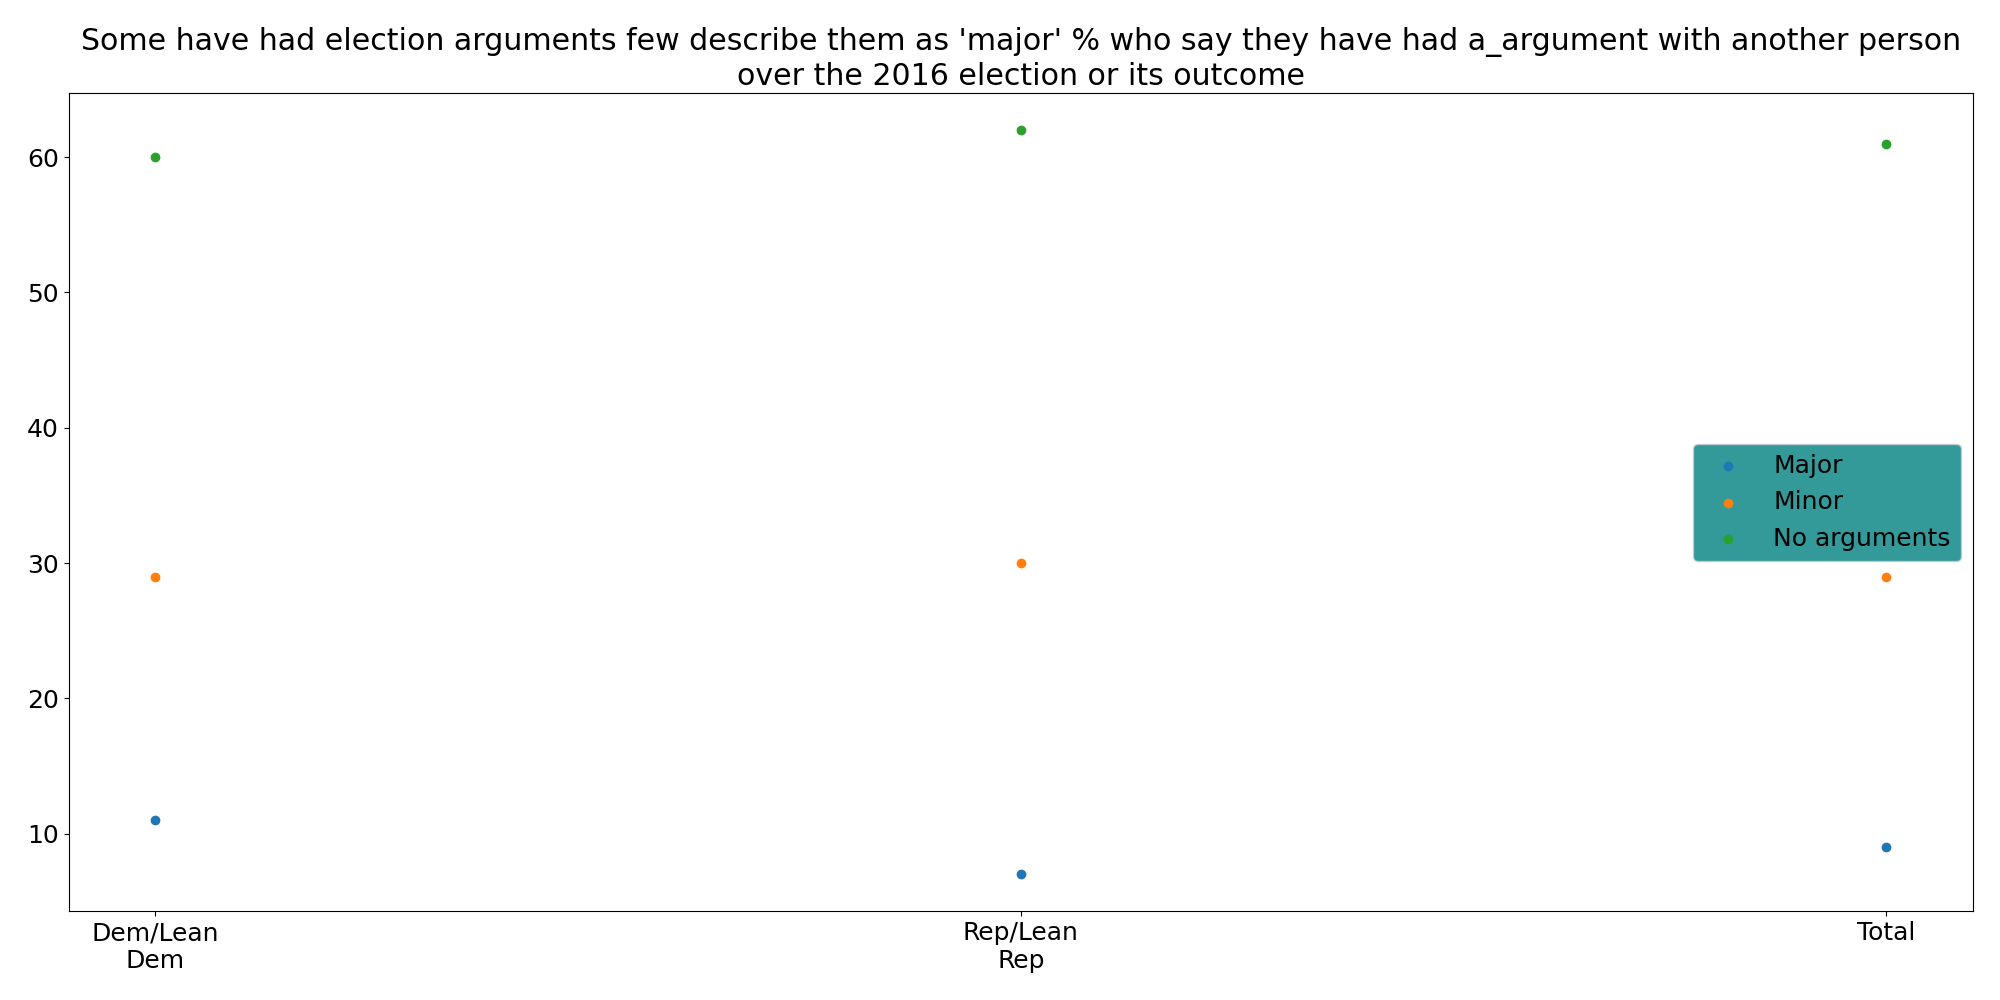 Some have had election arguments few describe them as 'major' % who say they have had a_argument with another person
over the 2016 election or its outcome
60
50
40
30
20
10
Major
Minor
No arguments
Dem/Lean
Dem
Rep/Lean
Rep
Total